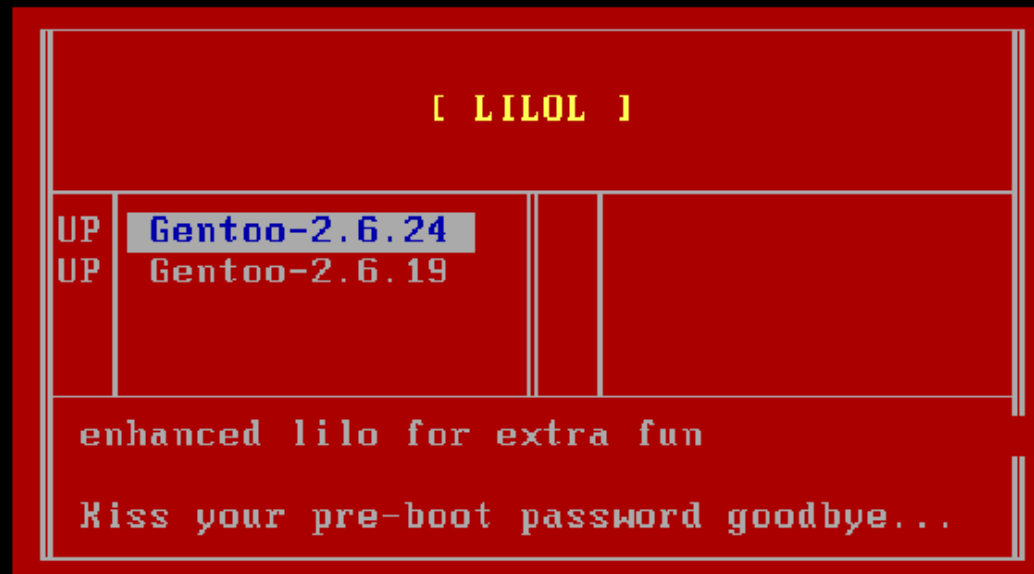 [ LILOL ]
UP Gentoo-2.6.24
UP Gentoo-2.6.19
enhanced lilo for extra fun
Kiss your pre-boot password goodbye...